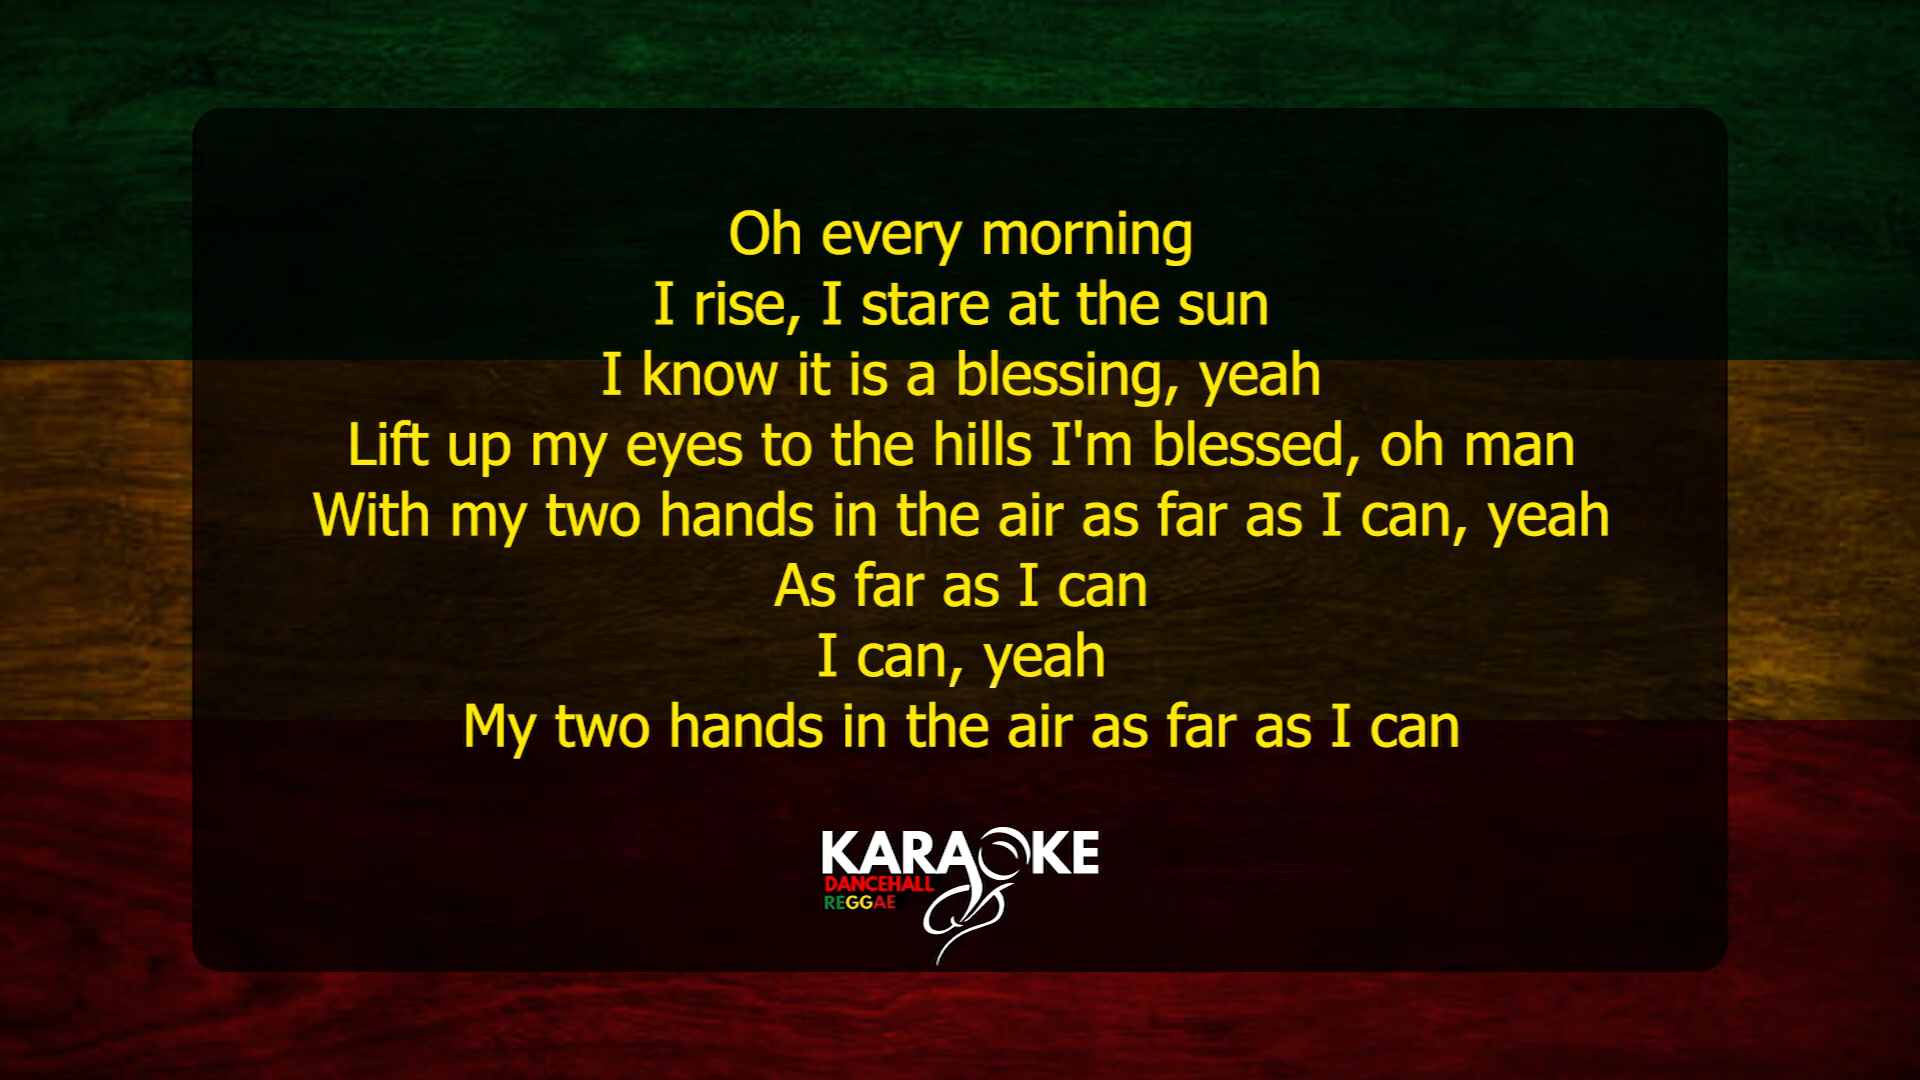 Oh every morning
I rise, I stare at the sun
I know it is a blessing, yeah
Lift up my eyes to the hills I'm blessed, oh man
With my two hands in the air as far as I can, yeah
As far as I can
I can, yeah
My two hands in the air as far as I can
KARAOKE
DANCEHALL
REGGAE